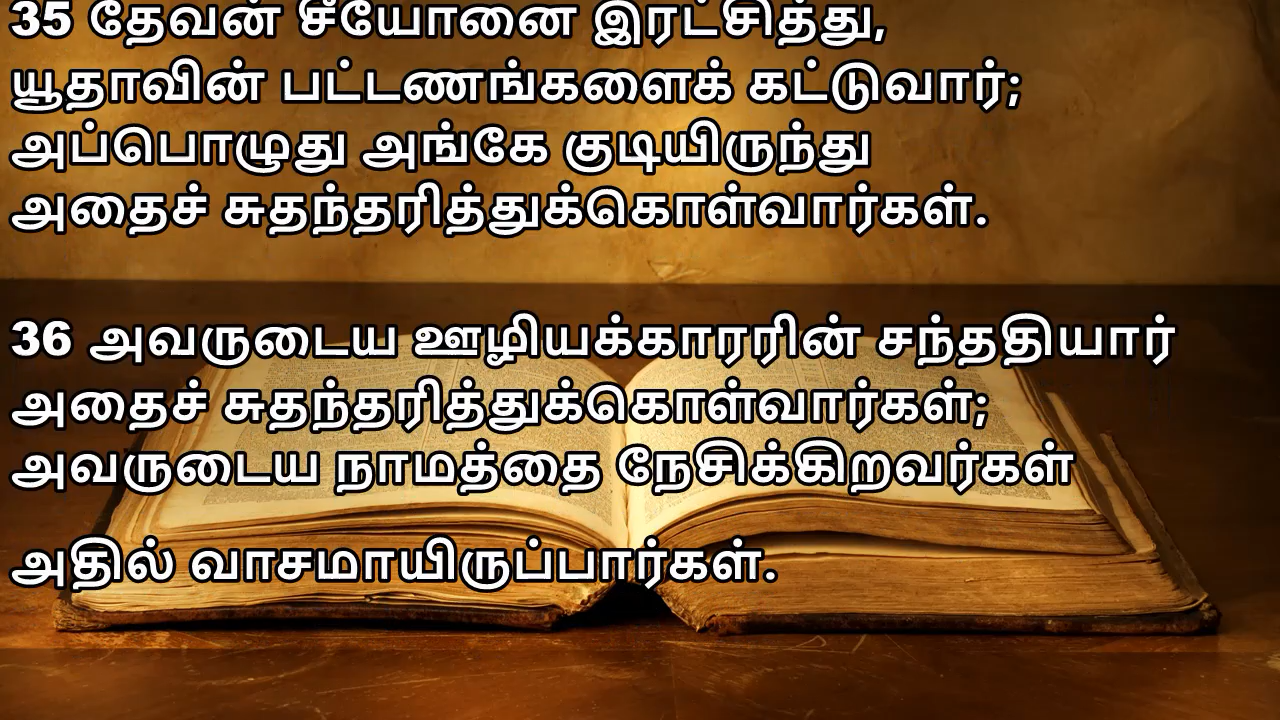 35 தேவன் சீயோனை இரட்சித்து,
யூதாவின் பட்டணங்களைக் கட்டுவார்;
அப்பொழுது அங்கே குடியிருந்து
அதைச் சுதந்தரித்துக்கொள்வார்கள்.
36 அவருடைய ஊழியக்காரரின் சந்ததியார்
அதைச் சுதந்தரித்துக்கொள்வார்கள்;
அவருடைய நாமத்தை நேசிக்கிறவர்கள்
அதில் வாசமாயிருப்பார்கள்.